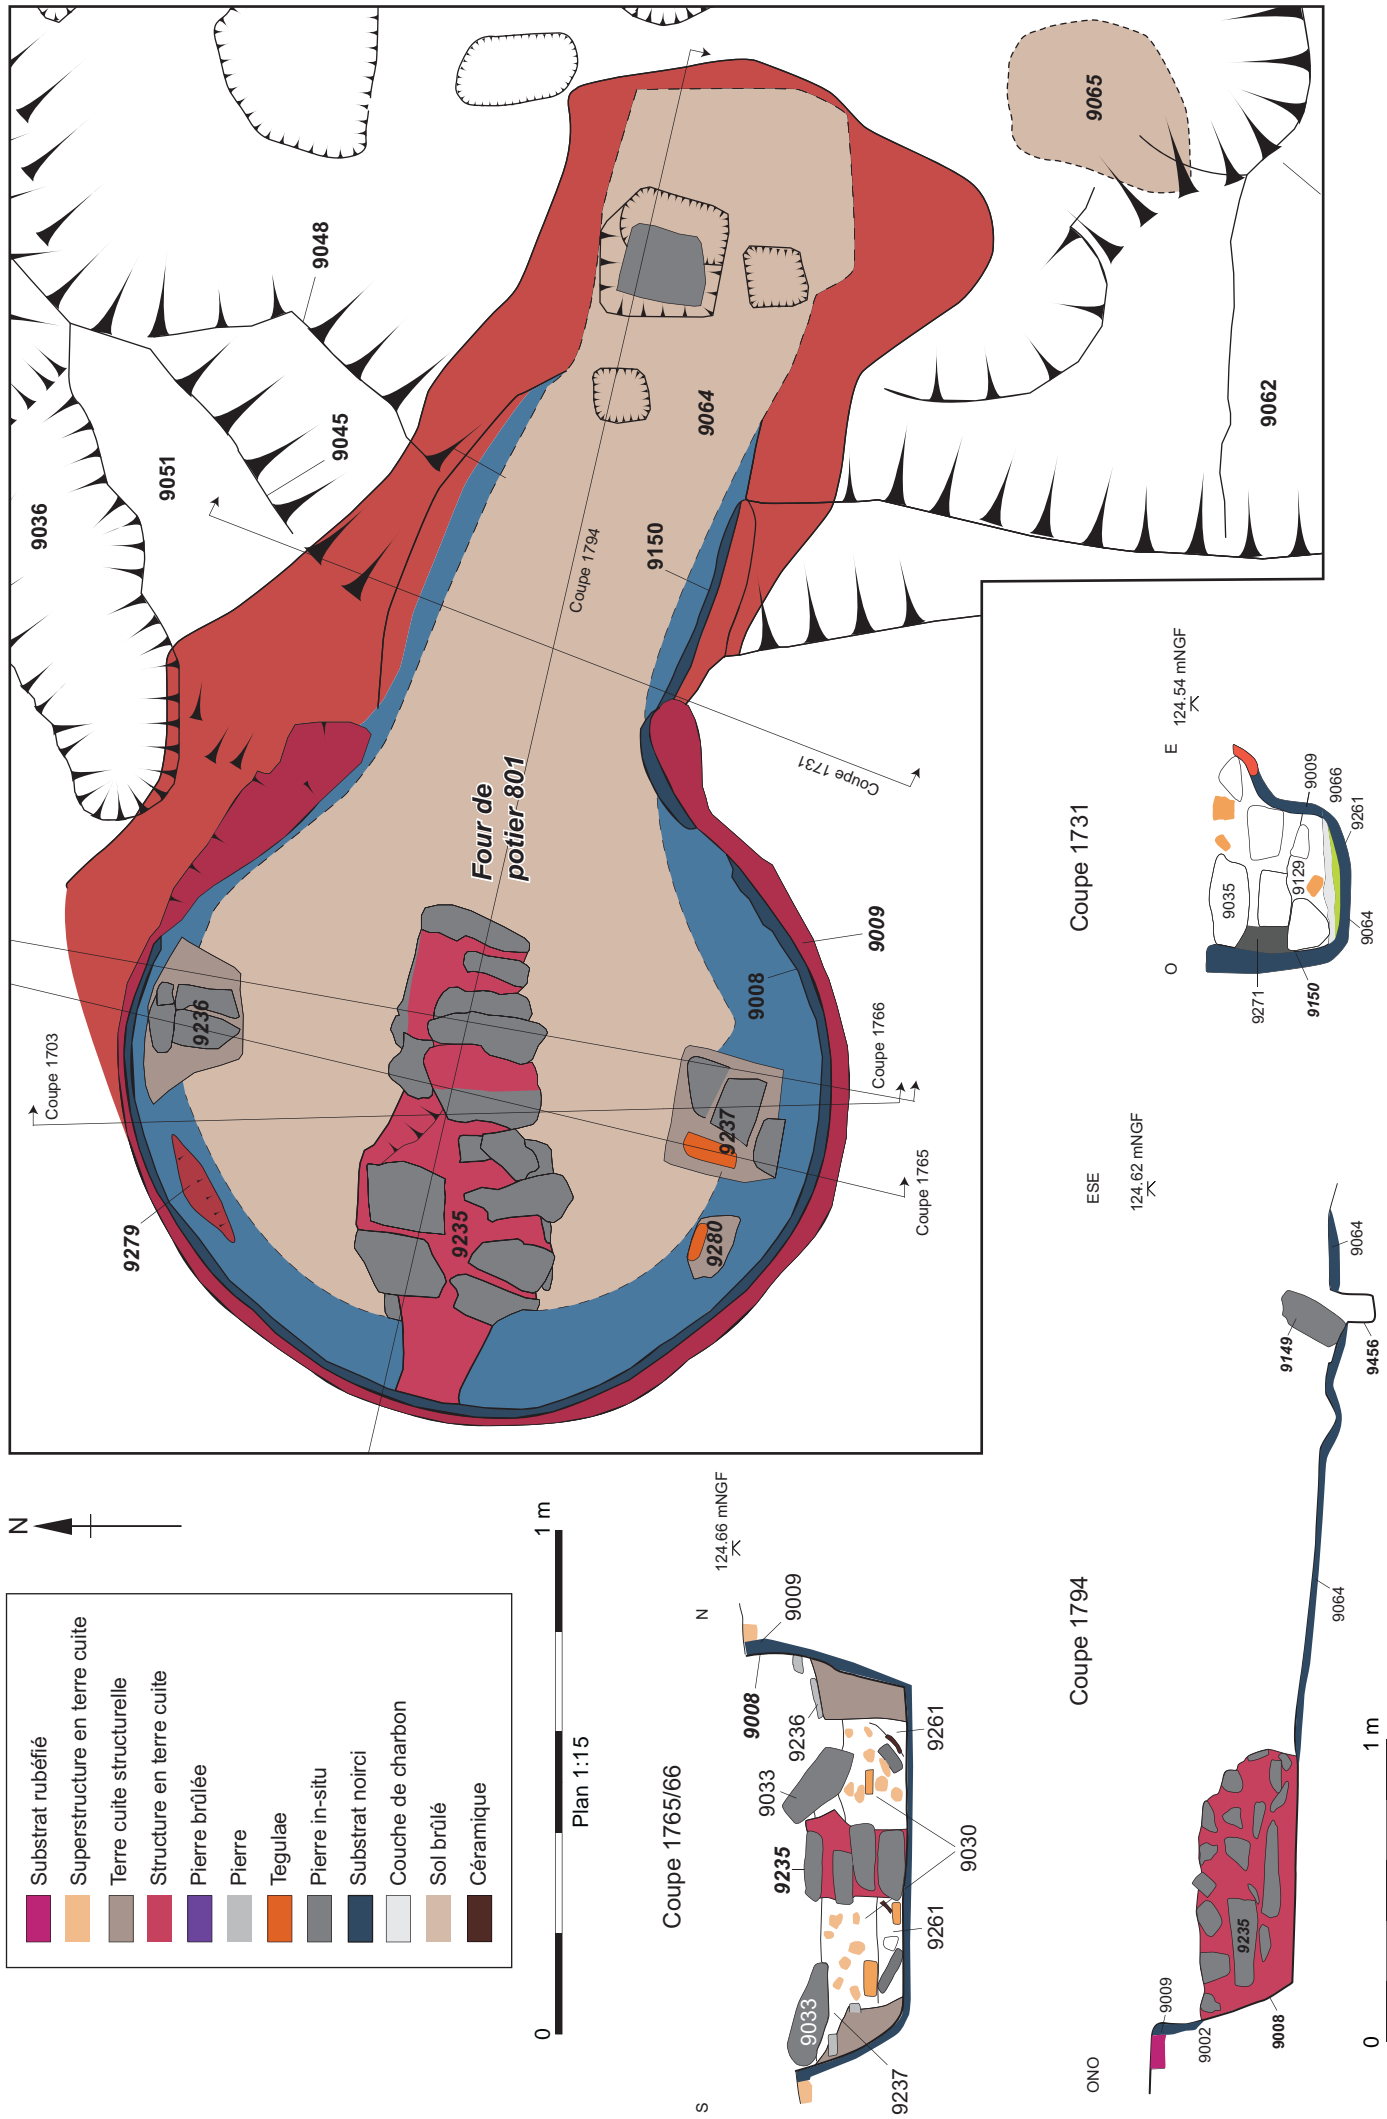 9036
9051
9045
9048
9065
9062
9064
9150
Coupe 1794
Coupe 1731
Four de
potier 801
9009
9008
9236
9237
9235
9279
9280
Coupe 1703
Coupe 1766
Coupe 1765
N
Substrat rubéfié
Superstructure en terre cuite
Terre cuite structurelle
Structure en terre cuite
Pierre brûlée
Pierre
Tegulae
Pierre in-situ
Substrat noirci
Couche de charbon
Sol brûlé
Céramique
0
1 m
Plan 1:15
Coupe 1765/66
S
N
124.66 mNGF
9009
9008
9236
9033
9235
9033
9237
9261
9030
9261
Coupe 1731
O
E
124.54 mNGF
9035
9129
9009
9066
9261
9064
9150
9271
Coupe 1794
ONO
ESE
124.62 mNGF
9009
9002
9008
9235
9064
9149
9456
9064
0
1 m